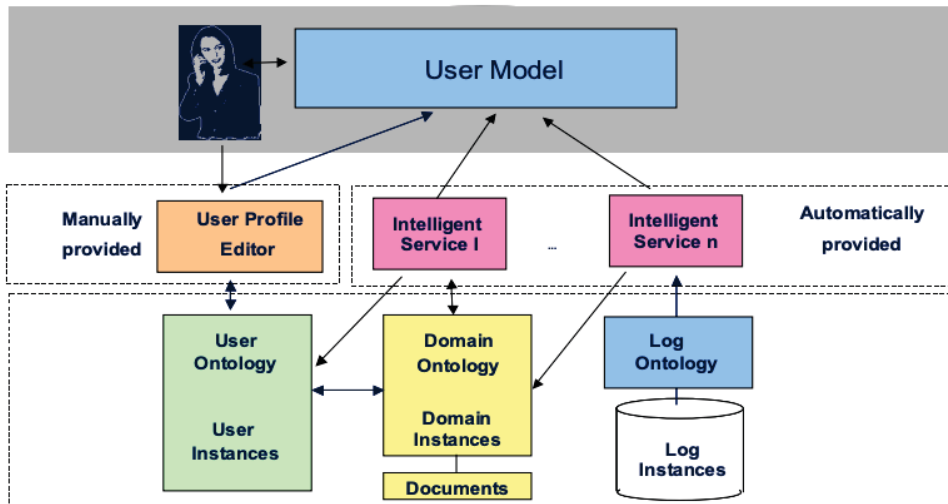 User Model
Manually
provided
User Profile
Editor
Intelligent
Service I
...
Intelligent
Service n
Automatically
provided
User
Ontology
User
Instances
Domain
Ontology
Domain
Instances
Documents
Log
Ontology
Log
Instances